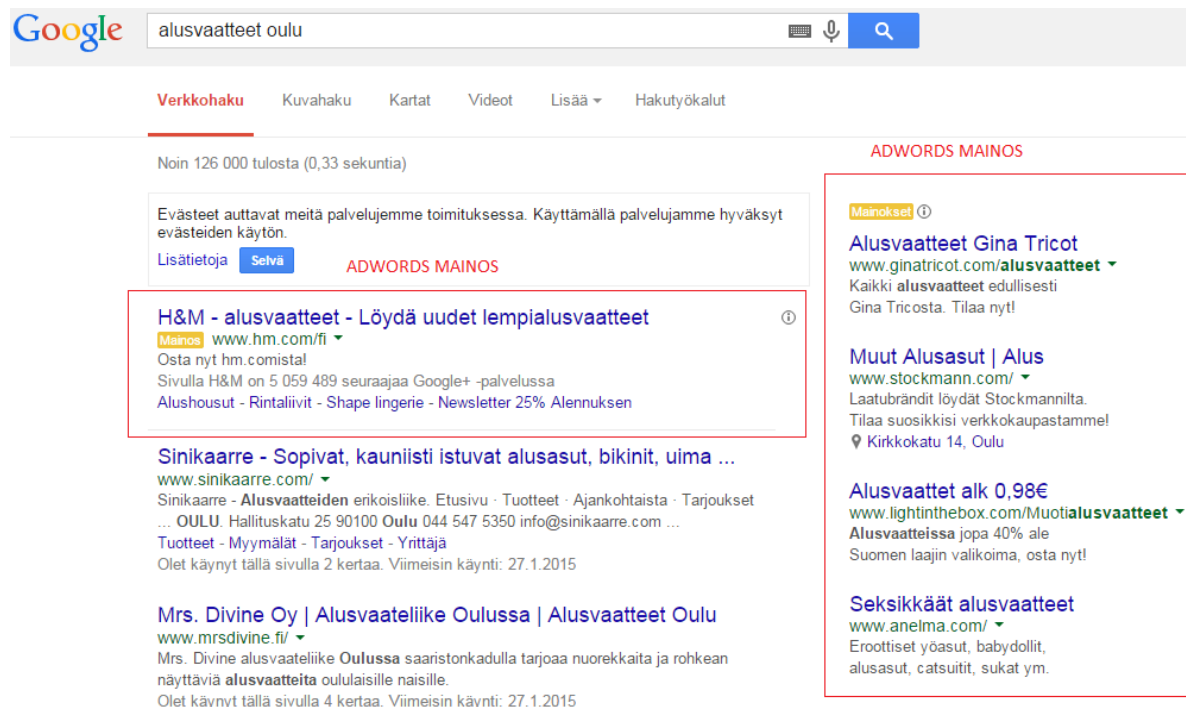 Google
alusvaatteet oulu
Verkkohaku Kuvahaku Kartat Videot Lisää Hakutyökalut
Noin 126 000 tulosta (0,33 sekuntia)
Evästeet auttavat meitä palvelujemme toimituksessa. Käyttämällä palvelujamme hyväksyt
evästeiden käytön.
Lisätietoja Selvä
ADWORDS MAINOS
H&M - alusvaatteet - Löydä uudet lempialusvaatteet
Mainos www.hm.com/fi
Osta nyt hm.comista!
Sivulla H&M on 5 059 489 seuraajaa Google+ -palvelussa
Alushousut - Rintaliivit - Shape lingerie - Newsletter 25% Alennuksen
Sinikaarre - Sopivat, kauniisti istuvat alusasut, bikinit, uima ...
www.sinikaarre.com/
Sinikaarre - Alusvaatteiden erikoisliike. Etusivu · Tuotteet · Ajankohtaista · Tarjoukset
... OULU. Hallituskatu 25 90100 Oulu 044 547 5350 info@sinikaarre.com ...
Tuotteet - Myymälät - Tarjoukset - Yrittäjä
Olet käynyt tällä sivulla 2 kertaa. Viimeisin käynti: 27.1.2015
Mrs. Divine Oy | Alusvaateliike Oulussa | Alusvaatteet Oulu
www.mrsdivine.fi/
Mrs. Divine alusvaateliike Oulussa saaristonkadulla tarjoaa nuorekkaita ja rohkean
näyttäviä alusvaatteita oululaisille naisille.
Olet käynyt tällä sivulla 4 kertaa. Viimeisin käynti: 27.1.2015
ADWORDS MAINOS
Mainokset
Alusvaatteet Gina Tricot
www.ginatricot.com/alusvaatteet
Kaikki alusvaatteet edullisesti
Gina Tricosta. Tilaa nyt!
Muut Alusasut | Alus
www.stockmann.com/
Laatubrändit löydät Stockmannilta.
Tilaa suosikkisi verkkokaupastamme!
Kirkkokatu 14, Oulu
Alusvaattet alk 0,98€
www.lightinthebox.com/Muotialusvaatteet
Alusvaatteissa jopa 40% ale
Suomen laajin valikoima, osta nyt!
Seksikkäät alusvaatteet
www.anelma.com/
Eroottiset yöasut, babydollit,
alusasut, catsuitit, sukat ym.